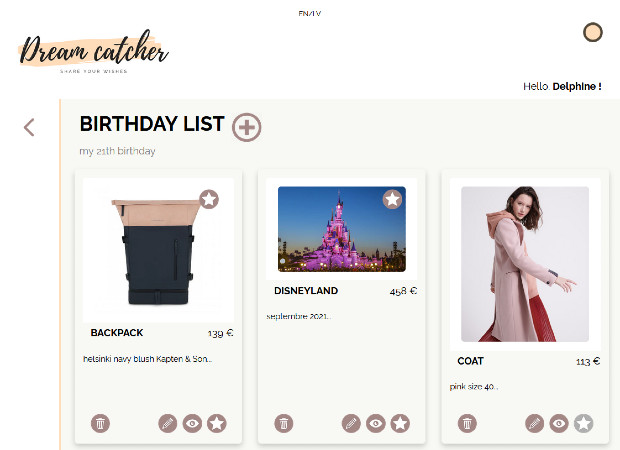 EN/LV
Dream catcher
SHARE YOUR WISHES
Hello, Delphine !
BIRTHDAY LIST
my 21th birthday
BACKPACK 139 €
helsinki navy blush Kapten & Son...
DISNEYLAND 458 €
septembre 2021...
COAT 113 €
pink size 40...